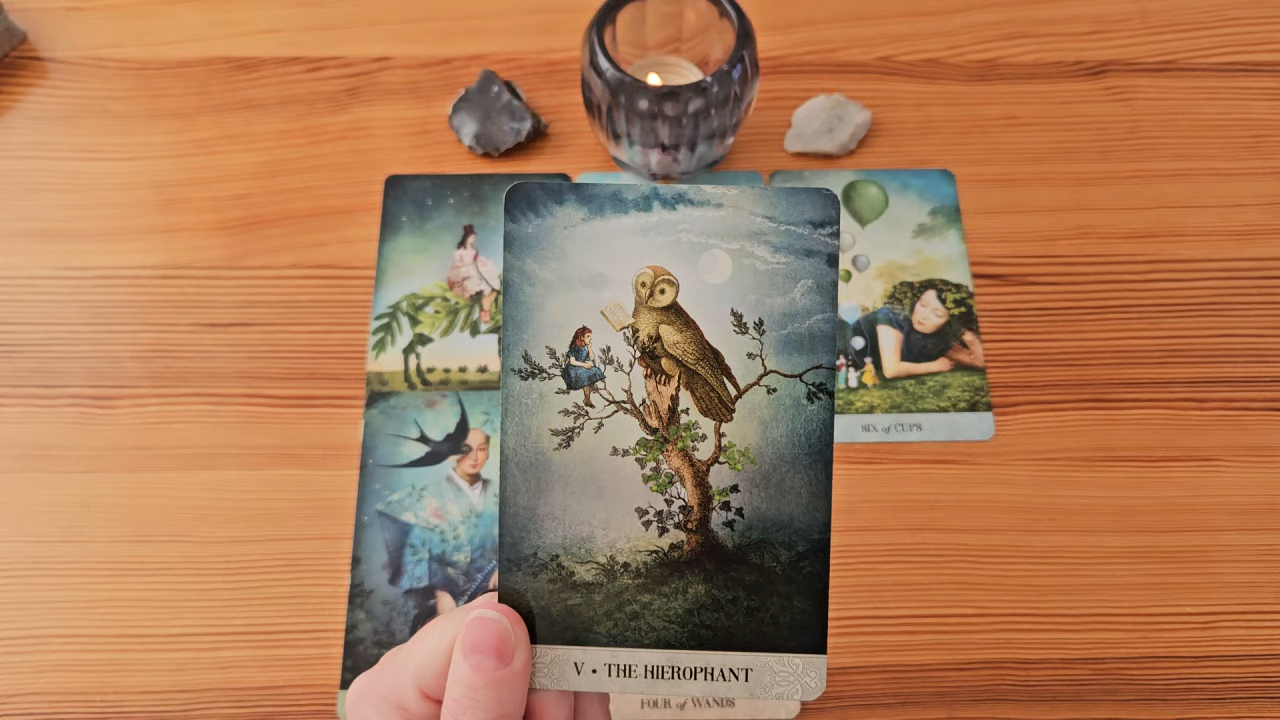 SIX of CUPS
V • THE HIEROPHANT
FOUR of WANDS